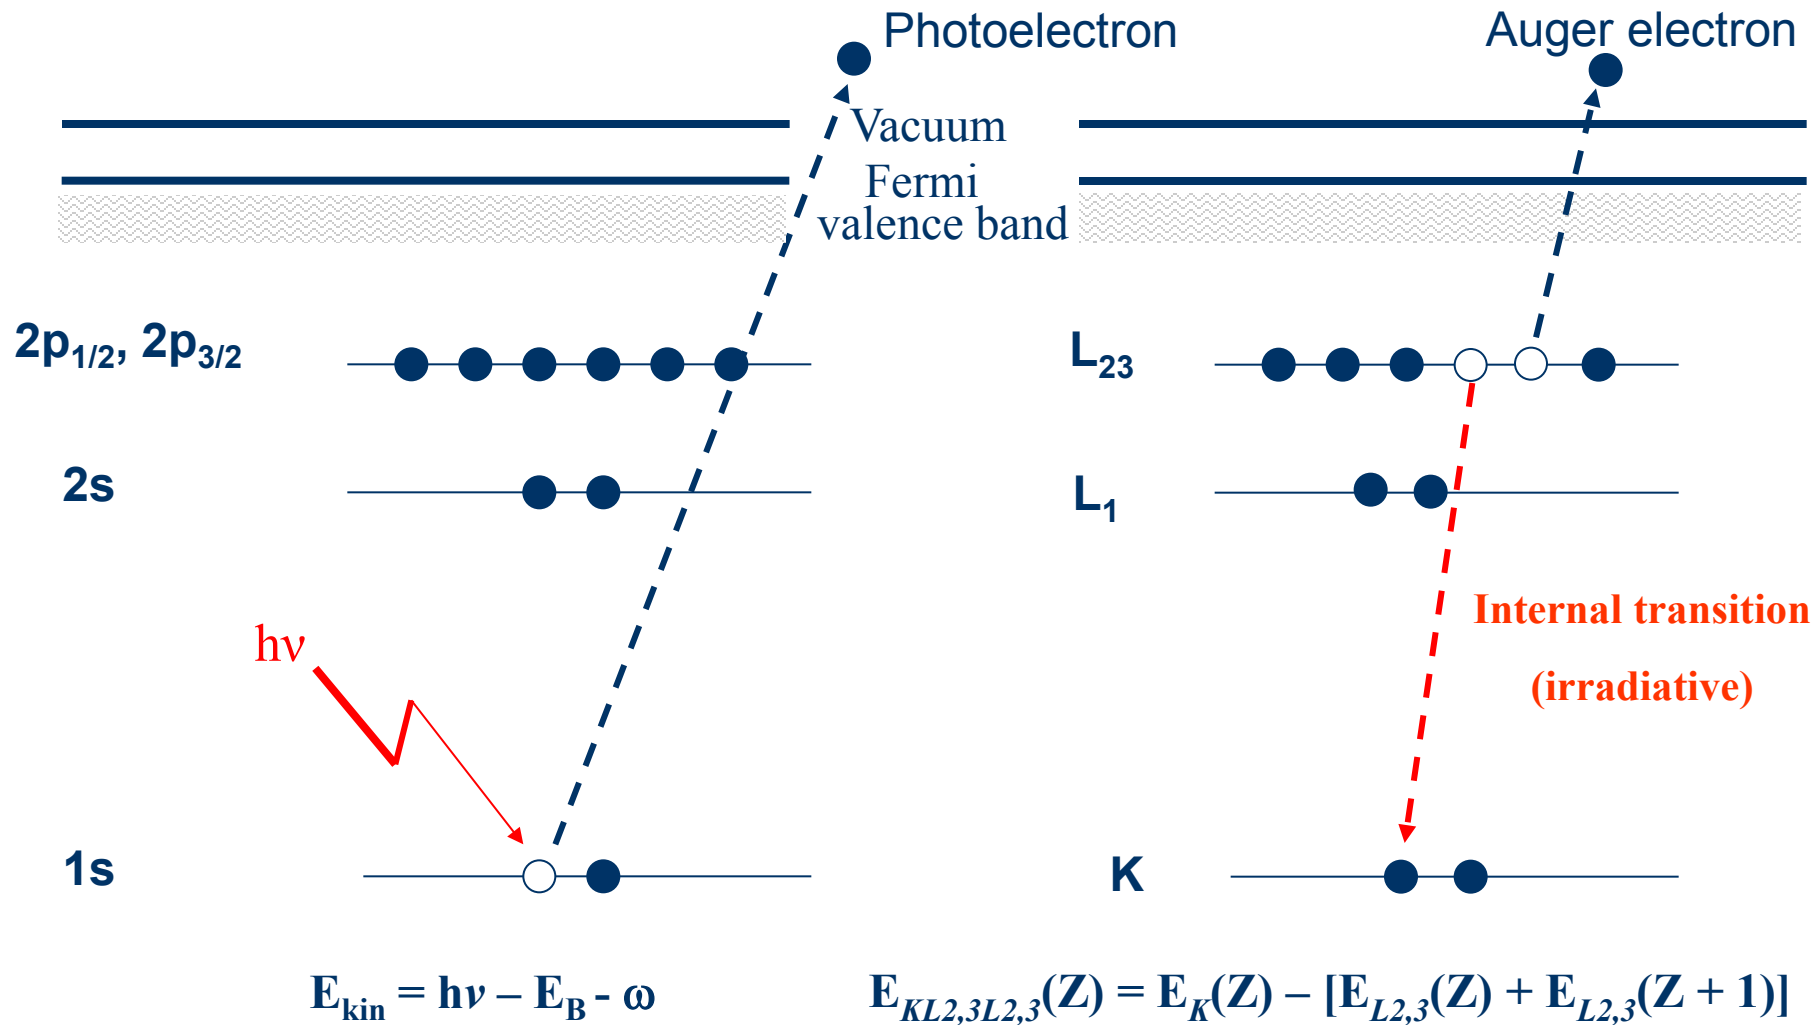 Photoelectron
Auger electron
Vacuum
Fermi
valence band
2p1/2, 2p3/2
L23
2s
L1
Internal transition
(irradiative)
hν
1s
K
Ekin = hν – EB - ω
EKL2,3L2,3(Z) = EK(Z) – [EL2,3(Z) + EL2,3(Z + 1)]